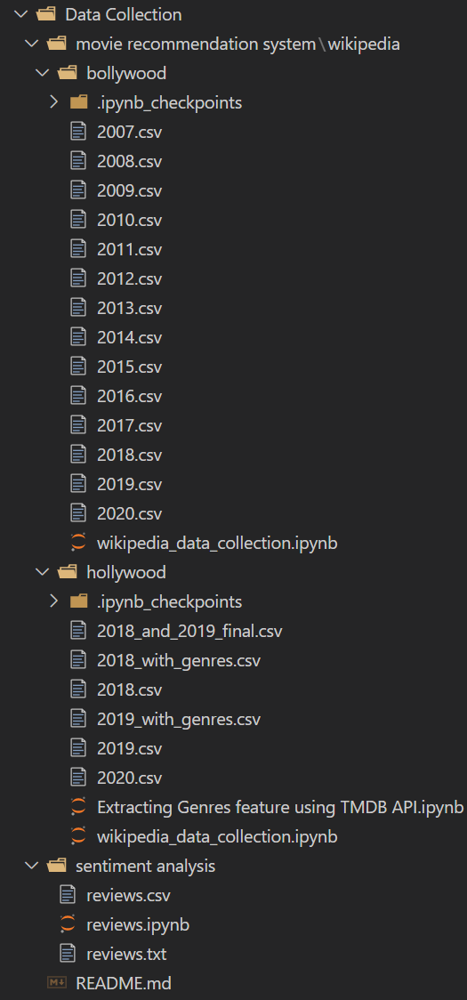 Data Collection
movie recommendation system\wikipedia
bollywood
.ipynb_checkpoints
2007.csv
2008.csv
2009.csv
2010.csv
2011.csv
2012.csv
2013.csv
2014.csv
2015.csv
2016.csv
2017.csv
2018.csv
2019.csv
2020.csv
wikipedia_data_collection.ipynb
hollywood
.ipynb_checkpoints
2018_and_2019_final.csv
2018_with_genres.csv
2018.csv
2019_with_genres.csv
2019.csv
2020.csv
Extracting Genres feature using TMDB API.ipynb
wikipedia_data_collection.ipynb
sentiment analysis
reviews.csv
reviews.ipynb
reviews.txt
README.md